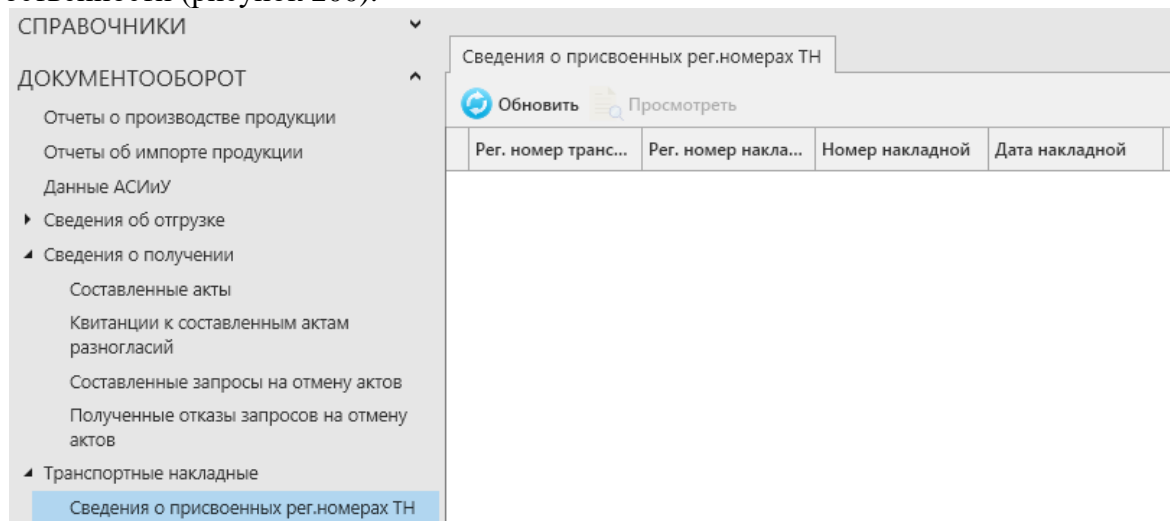 (рисунок
СПРАВОЧНИКИ
ДОКУМЕНТООБОРОТ
Отчеты о производстве продукции
Отчеты об импорте продукции
Данные АСИиУ
Сведения об отгрузке
Сведения о получении
Составленные акты
Квитанции к составленным актам
разногласий
Составленные запросы на отмену актов
Полученные отказы запросов на отмену
актов
Транспортные накладные
Сведения о присвоенных рег.номерах ТН
Сведения о присвоенных рег.номерах ТН
Обновить Просмотреть
Рег. номер транс... Рег. номер накла... Номер накладной Дата накладной